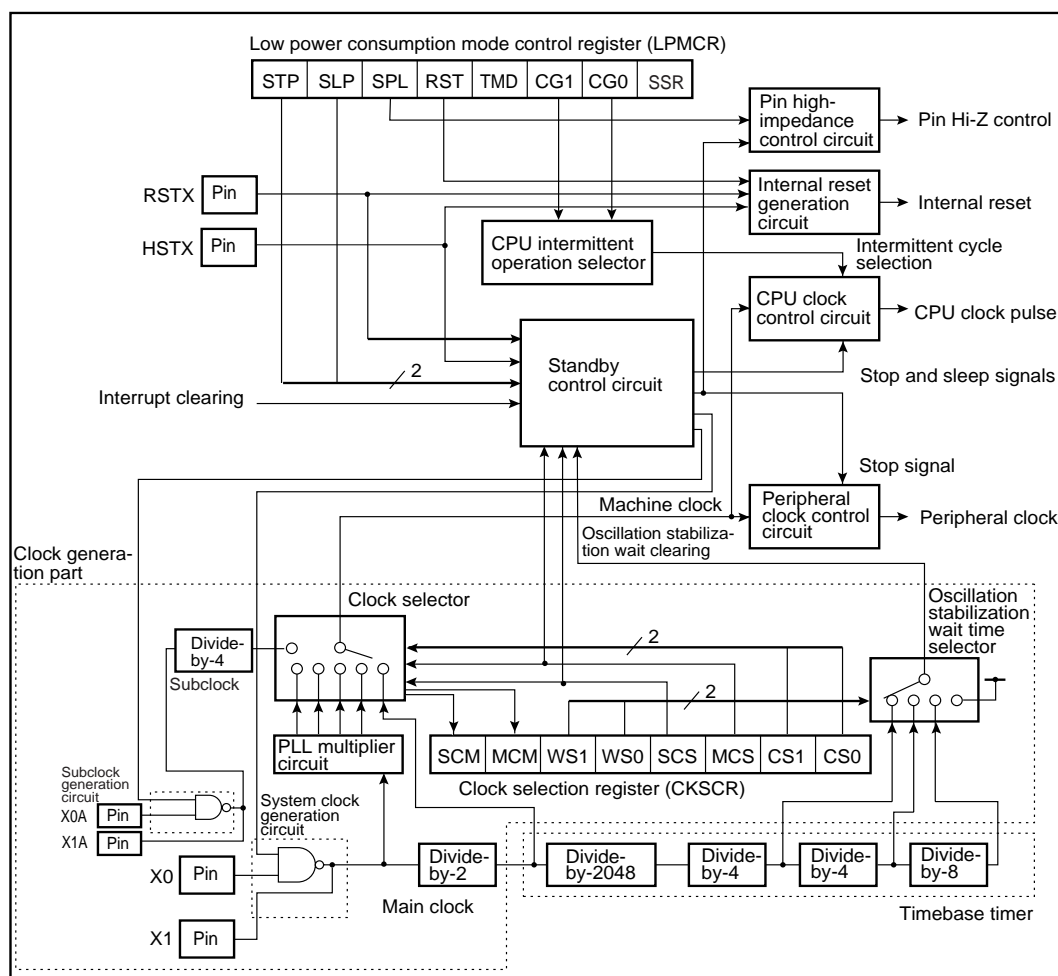 Low power consumption mode control register (LPMCR)
STP SLP SPL RST TMD CG1 CG0 SSR
Pin high-
impedance
control circuit
Pin Hi-Z control
RSTX Pin
Internal reset
generation
circuit
Internal reset
HSTX Pin
CPU intermittent
operation selector
Intermittent cycle
selection
CPU clock
control circuit
CPU clock pulse
Standby
control circuit
2
Stop and sleep signals
Interrupt clearing
Stop signal
Machine clock
Peripheral
clock control
circuit
Peripheral clock
Oscillation stabiliza-
tion wait clearing
Clock genera-
tion part
Clock selector
Oscillation
stabilization
wait time
selector
Divide-
by-4
Subclock
2
2
PLL multiplier
circuit
SCM MCM WS1 WS0 SCS MCS CS1 CS0
Clock selection register (CKSCR)
Subclock
generation
circuit
X0A Pin
X1A Pin
System clock
generation
circuit
X0 Pin
X1 Pin
Main clock
Divide-
by-2
Divide-
by-2048
Divide-
by-4
Divide-
by-4
Divide-
by-8
Timebase timer